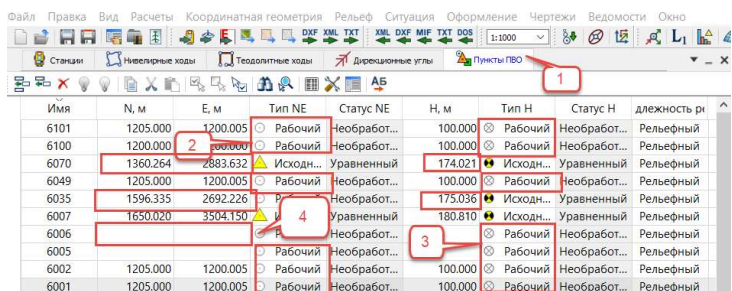 Файл Правка Вид Расчеты Координатная геометрия Рельеф Ситуация Оформление Чертежи Ведомости Окно
DXF XML TXT XML DXF MIF TXT DOS 1:1000
Станции Нивелирные ходы Теодолитные ходы Дирекционные углы Пункты ПВО
1
АБ
Имя N, м E, м Тип NE Статус NE H, м Тип H Статус H длежность ре
6101 1205.000 1200.005 Рабочий Необработ... 100.000 Рабочий Необработ... Рельефный
6100 1200.000 Рабочий Необработ... 100.000 Рабочий Необработ... Рельефный
2
6070 1360.264 2883.632 Исходн... Уравненный 174.021 Исходн... Уравненный Рельефный
6049 1205.000 1200.005 Рабочий Необработ... 100.000 Рабочий Необработ... Рельефный
6035 1596.335 2692.226 Необработ... 175.036 Исходн... Уравненный Рельефный
6007 1650.020 3504.150 Уравненный 180.810 Исходн... Уравненный Рельефный
4
6006 Необработ... Рабочий Необработ... Рельефный
3
6005 Рабочий Необработ... Рабочий Необработ... Рельефный
6002 1205.000 1200.005 Рабочий Необработ... 100.000 Рабочий Необработ... Рельефный
6001 1205.000 1200.005 Рабочий Необработ... 100.000 Рабочий Необработ... Рельефный